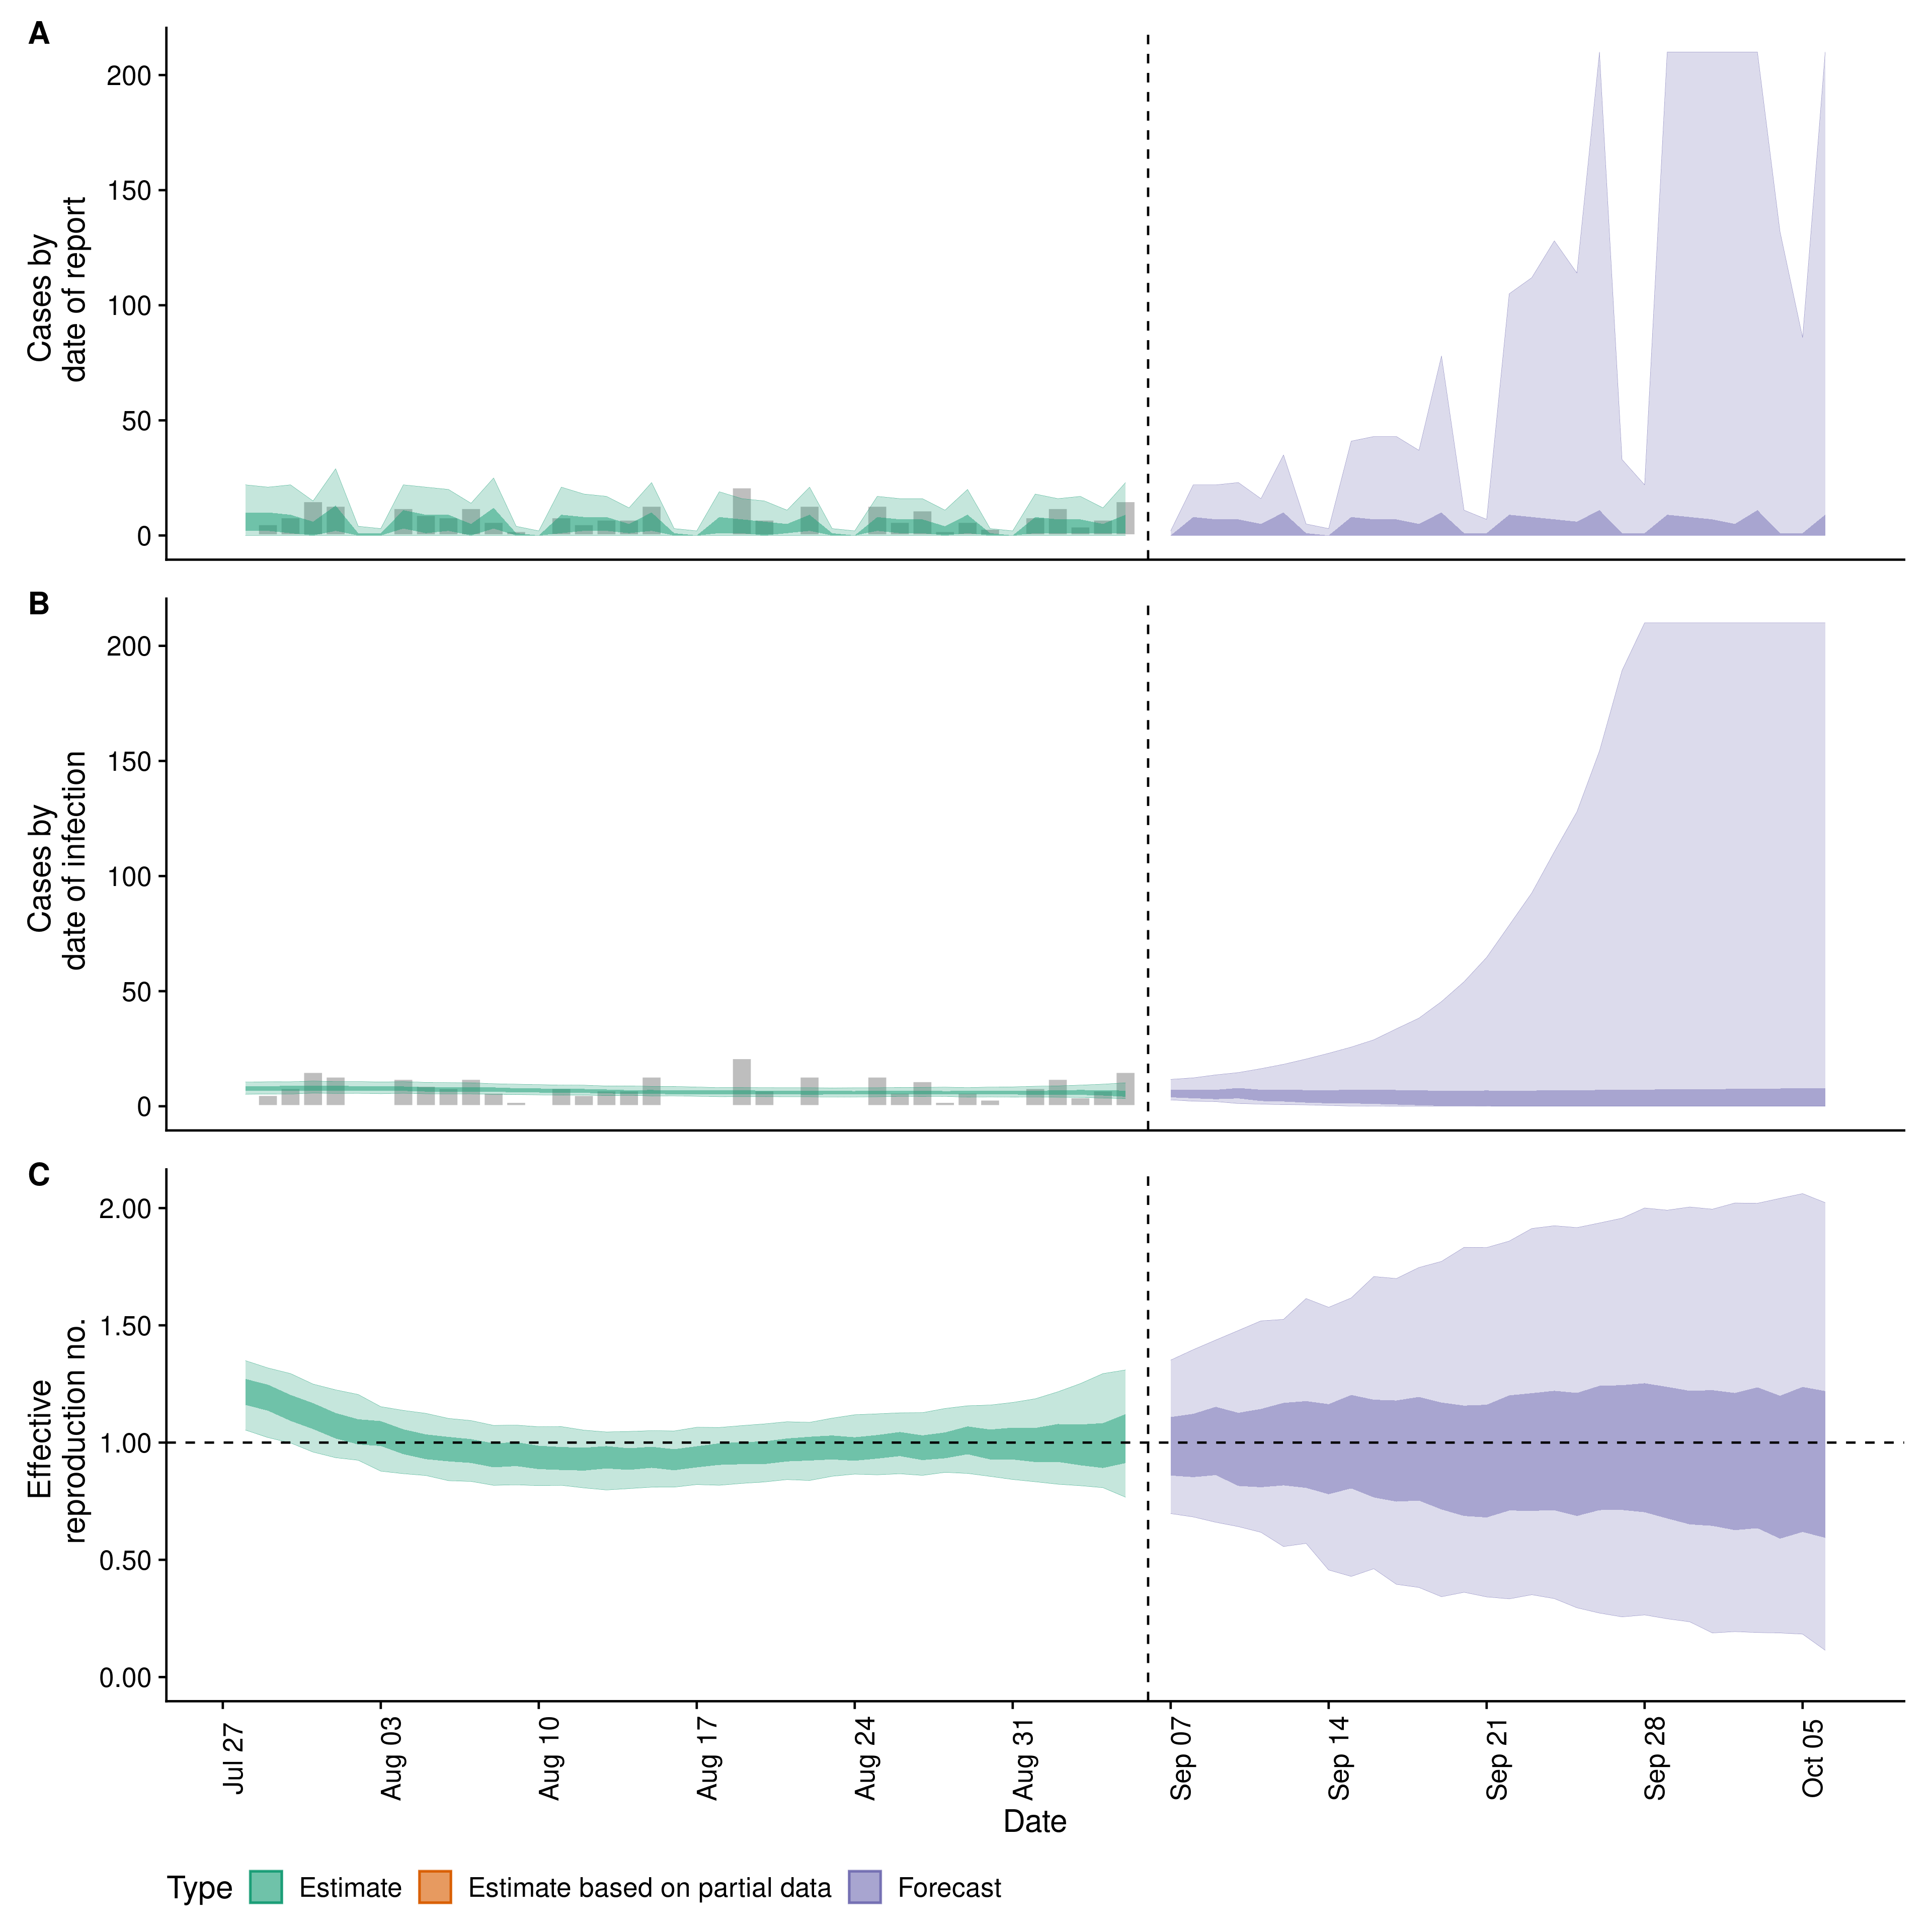 A
Cases by
date of report
200
150
100
50
0
B
Cases by
date of infection
200
150
100
50
0
C
Effective
reproduction no.
2.00
1.50
1.00
0.50
0.00
Jul 27
Aug 03
Aug 10
Aug 17
Aug 24
Aug 31
Sep 07
Sep 14
Sep 21
Sep 28
Oct 05
Date
Type Estimate Estimate based on partial data Forecast